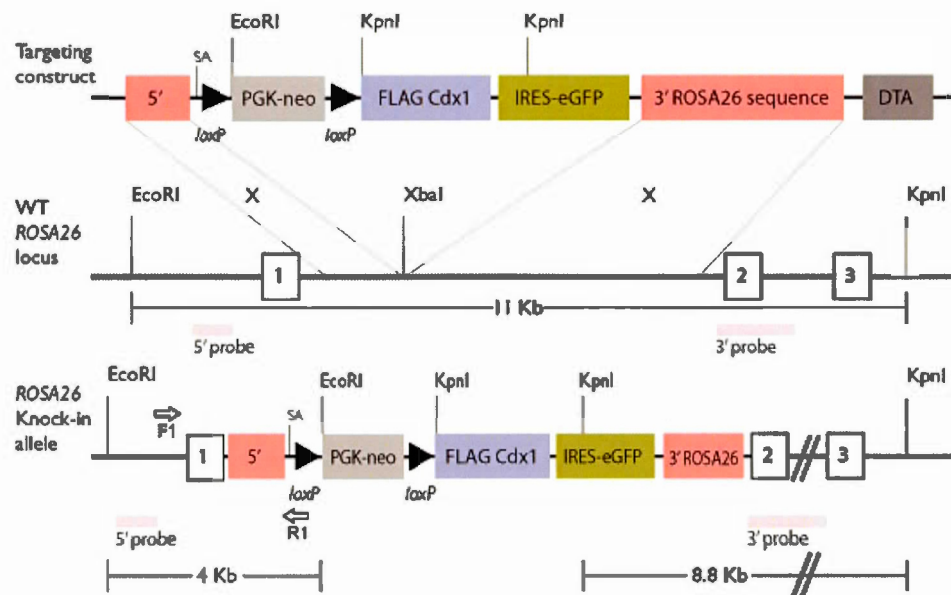 EcoRI KpnI KpnI
Targeting construct
SA
5' PGK-neo FLAG Cdx1 IRES-eGFP 3' ROSA26 sequence DTA
loxP loxP
EcoRI X XbaI X KpnI
WT ROSA26 locus
1 2 3
11 Kb
5' probe 3' probe
EcoRI EcoRI KpnI KpnI KpnI
ROSA26 Knock-in allele
F1 SA
1 5' PGK-neo FLAG Cdx1 IRES-eGFP 3' ROSA26 2 3
loxP loxP
R1
5' probe 3' probe
4 Kb 8.8 Kb